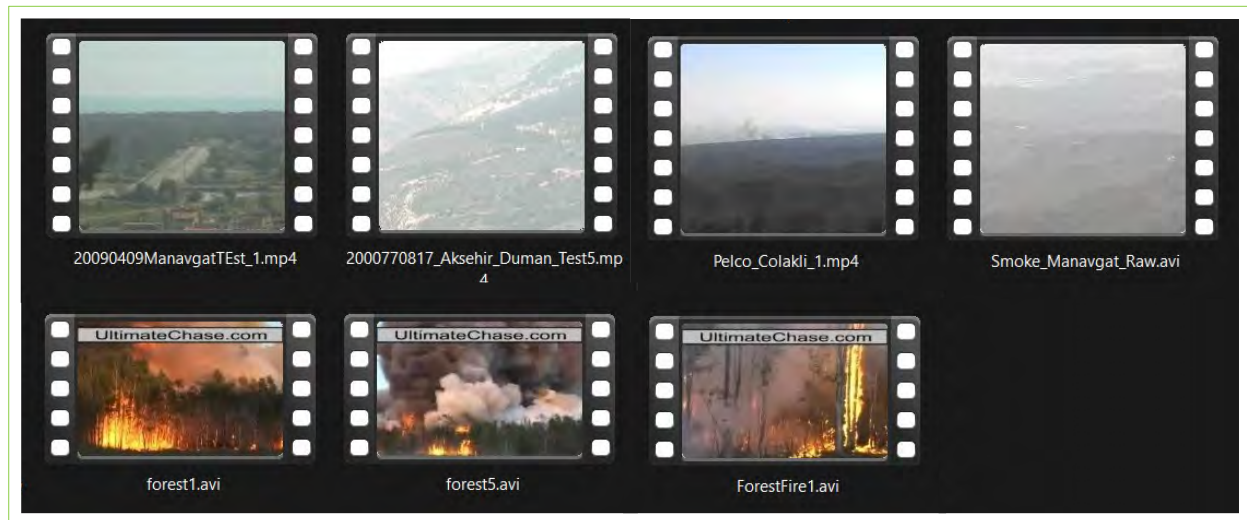 20090409ManavgatTEst_1.mp4
2000770817_Aksehir_Duman_Test5.mp
4
Pelco_Colakli_1.mp4
Smoke_Manavgat_Raw.avi
UltimateChase.com
UltimateChase.com
UltimateChase.com
forest1.avi
forest5.avi
ForestFire1.avi